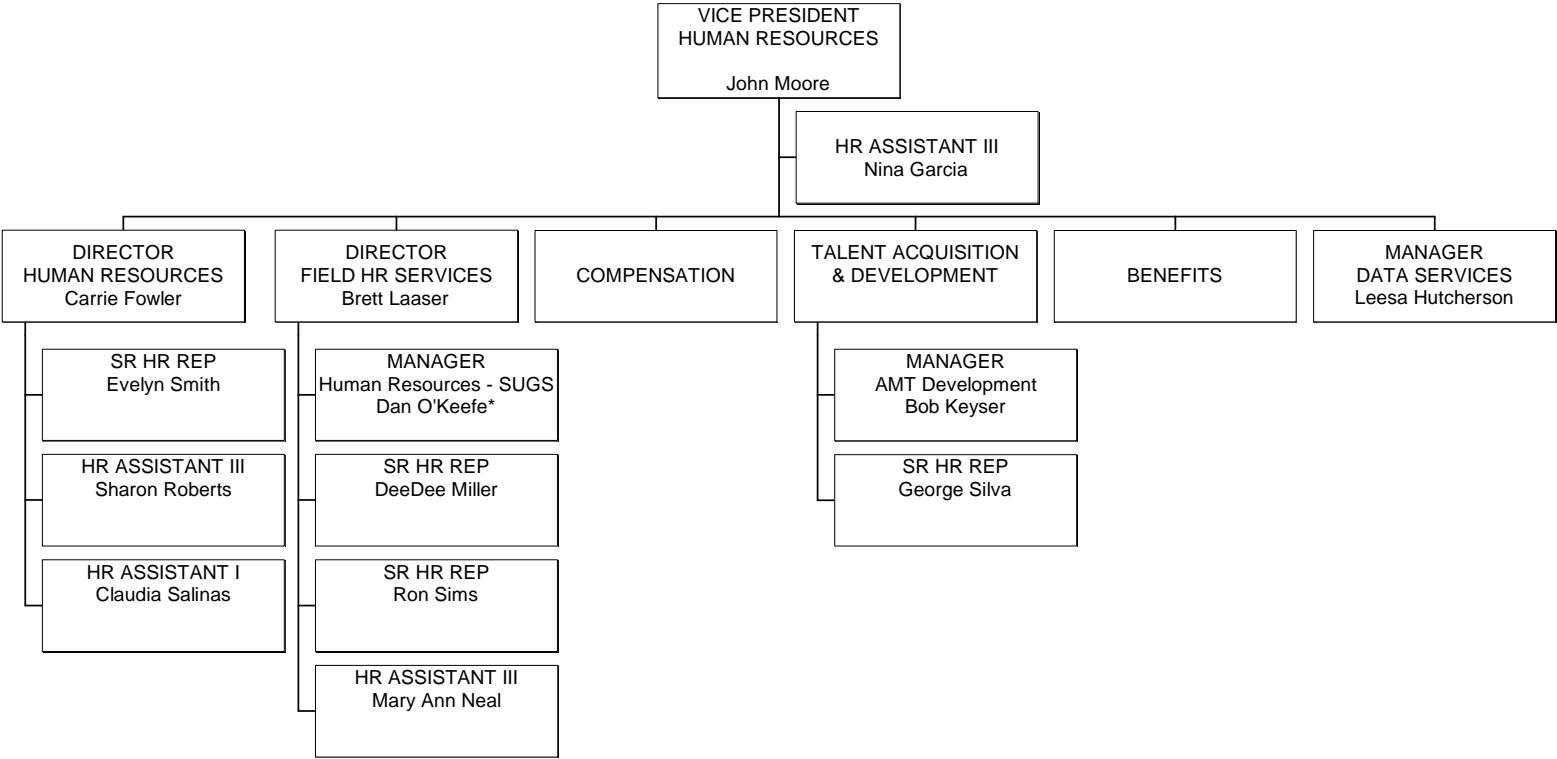 VICE PRESIDENT
HUMAN RESOURCES
John Moore
HR ASSISTANT III
Nina Garcia
DIRECTOR
HUMAN RESOURCES
Carrie Fowler
DIRECTOR
FIELD HR SERVICES
Brett Laaser
COMPENSATION
TALENT ACQUISITION
& DEVELOPMENT
BENEFITS
MANAGER
DATA SERVICES
Leesa Hutcherson
SR HR REP
Evelyn Smith
HR ASSISTANT III
Sharon Roberts
HR ASSISTANT I
Claudia Salinas
MANAGER
Human Resources - SUGS
Dan O'Keefe*
SR HR REP
DeeDee Miller
SR HR REP
Ron Sims
HR ASSISTANT III
Mary Ann Neal
MANAGER
AMT Development
Bob Keyser
SR HR REP
George Silva